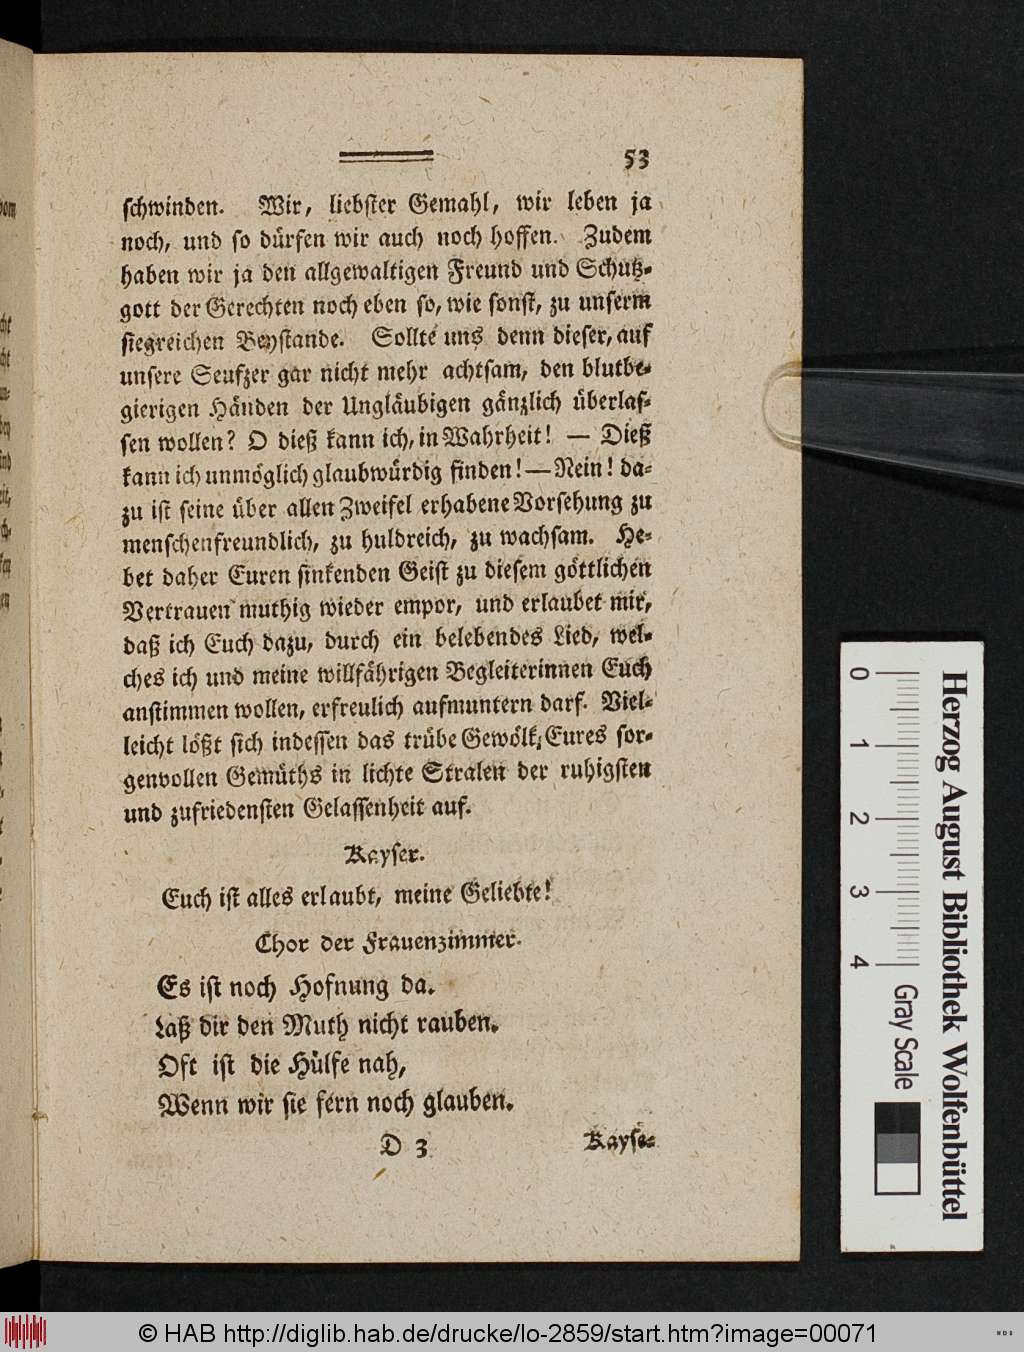 53
schwinden. Wir, liebster Gemahl, wir leben ja
noch, und so dürfen wir auch noch hoffen. Zudem
haben wir ja den allgewaltigen Freund und Schutz-
gott der Gerechten noch eben so, wie sonst, zu unserm
siegreichen Beystande. Sollte uns denn dieser, auf
unsere Seufzer gar nicht mehr achtsam, den blutbe-
gierigen Händen der Ungläubigen gänzlich überlaf-
sen wollen? O dieß kann ich, in Wahrheit! — Dieß
kann ich unmöglich glaubwürdig finden! — Nein! da-
zu ist seine über allen Zweifel erhabene Vorsehung zu
menschenfreundlich, zu huldreich, zu wachsam. He-
bet daher Euren sinkenden Geist zu diesem göttlichen
Vertrauen muthig wieder empor, und erlaubet mir,
daß ich Euch dazu, durch ein belebendes Lied, wel-
ches ich und meine willfährigen Begleiterinnen Euch
anstimmen wollen, erfreulich aufmuntern darf. Viel-
leicht lößt sich indessen das trübe Gewölk, Eures sor-
genvollen Gemüths in lichte Stralen der ruhigsten
und zufriedensten Gelassenheit auf.
Kayser.
Euch ist alles erlaubt, meine Geliebte!
Chor der Frauenzimmer.
Es ist noch Hofnung da.
Laß dir den Muth nicht rauben.
Oft ist die Hülfe nah,
Wenn wir sie fern noch glauben.
D 3 Kayse-
0 1 2 3 4
Gray Scale
Herzog August Bibliothek Wolfenbüttel
© HAB http://diglib.hab.de/drucke/lo-2859/start.htm?image=00071